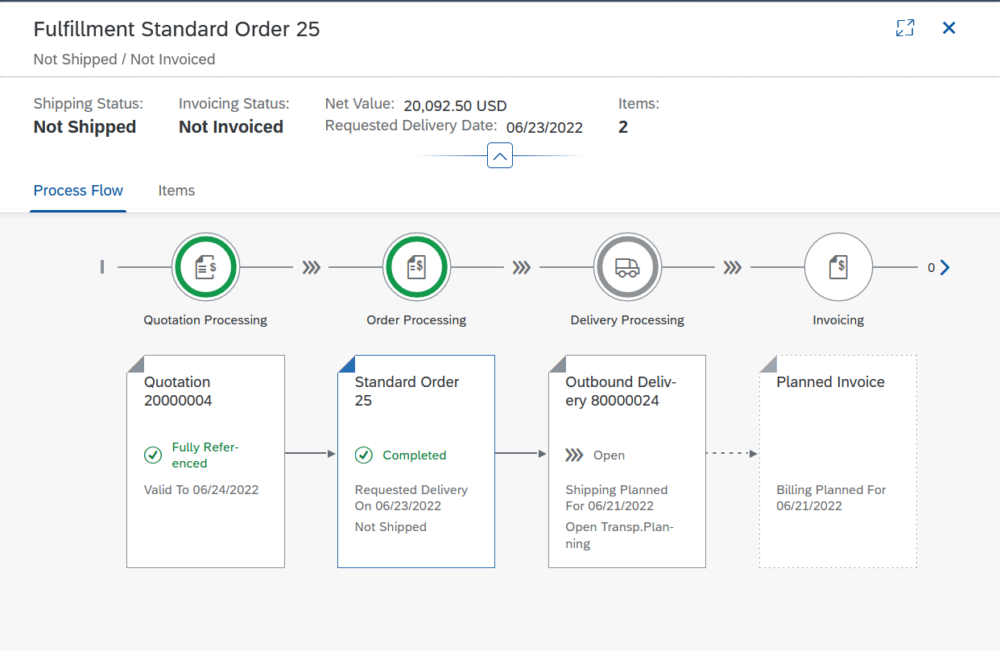 Fulfillment Standard Order 25
Not Shipped / Not Invoiced
Shipping Status:
Not Shipped
Invoicing Status:
Not Invoiced
Net Value: 20,092.50 USD
Requested Delivery Date: 06/23/2022
Items:
2
Process Flow
Items
$
$
$
0
Quotation Processing
Order Processing
Delivery Processing
Invoicing
Quotation
20000004
Fully Refer-
enced
Valid To 06/24/2022
Standard Order
25
Completed
Requested Delivery
On 06/23/2022
Not Shipped
Outbound Deliv-
ery 80000024
Open
Shipping Planned
For 06/21/2022
Open Transp.Plan-
ning
Planned Invoice
Billing Planned For
06/21/2022